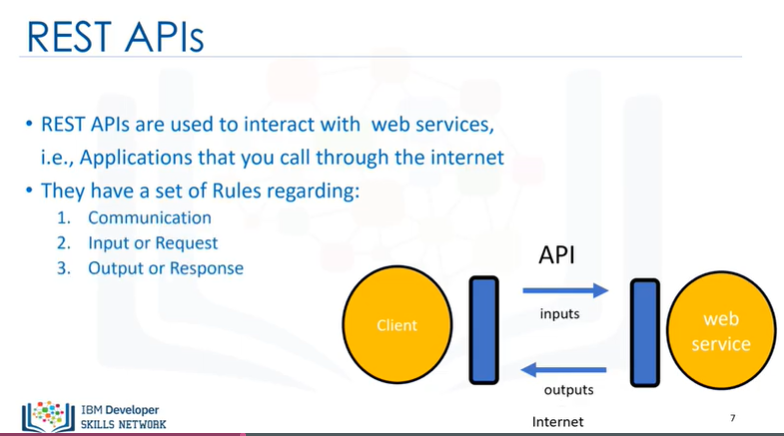 REST APIs
• REST APIs are used to interact with web services,
i.e., Applications that you call through the internet
• They have a set of Rules regarding:
1. Communication
2. Input or Request
3. Output or Response
API
Client
inputs
web
service
outputs
Internet
IBM Developer
SKILLS NETWORK
7